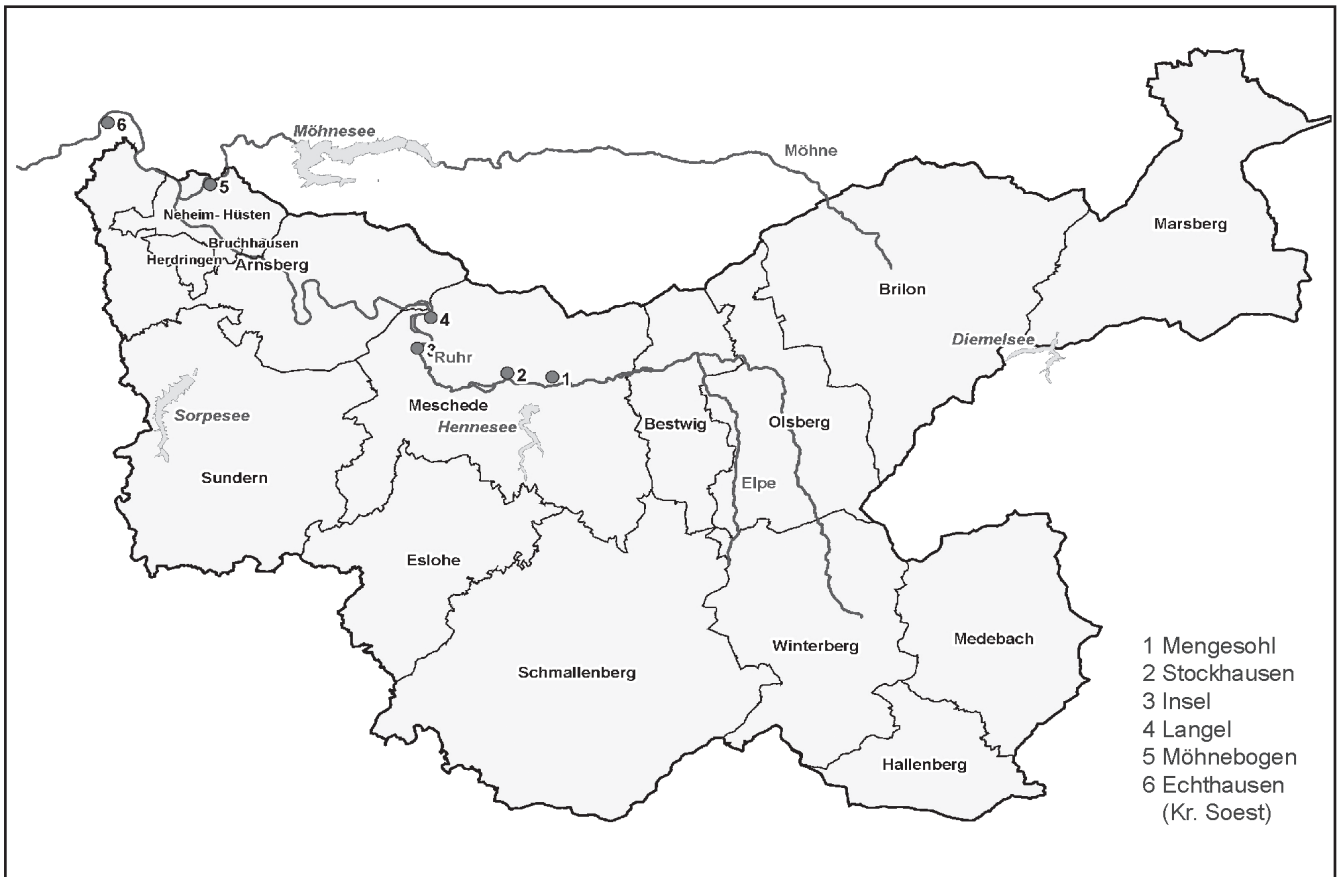 6
Möhnesee
Möhne
5
Neheim-Hüsten
Marsberg
Bruchhausen
Herdringen
Arnsberg
Brilon
4
Diemelsee
3
Ruhr
2
1
Meschede
Sorpesee
Hennesee
Bestwig
Olsberg
Sundern
Elpe
Eslohe
Medebach
Winterberg
Schmallenberg
Hallenberg
1 Mengesohl
2 Stockhausen
3 Insel
4 Langel
5 Möhnebogen
6 Echthausen
(Kr. Soest)